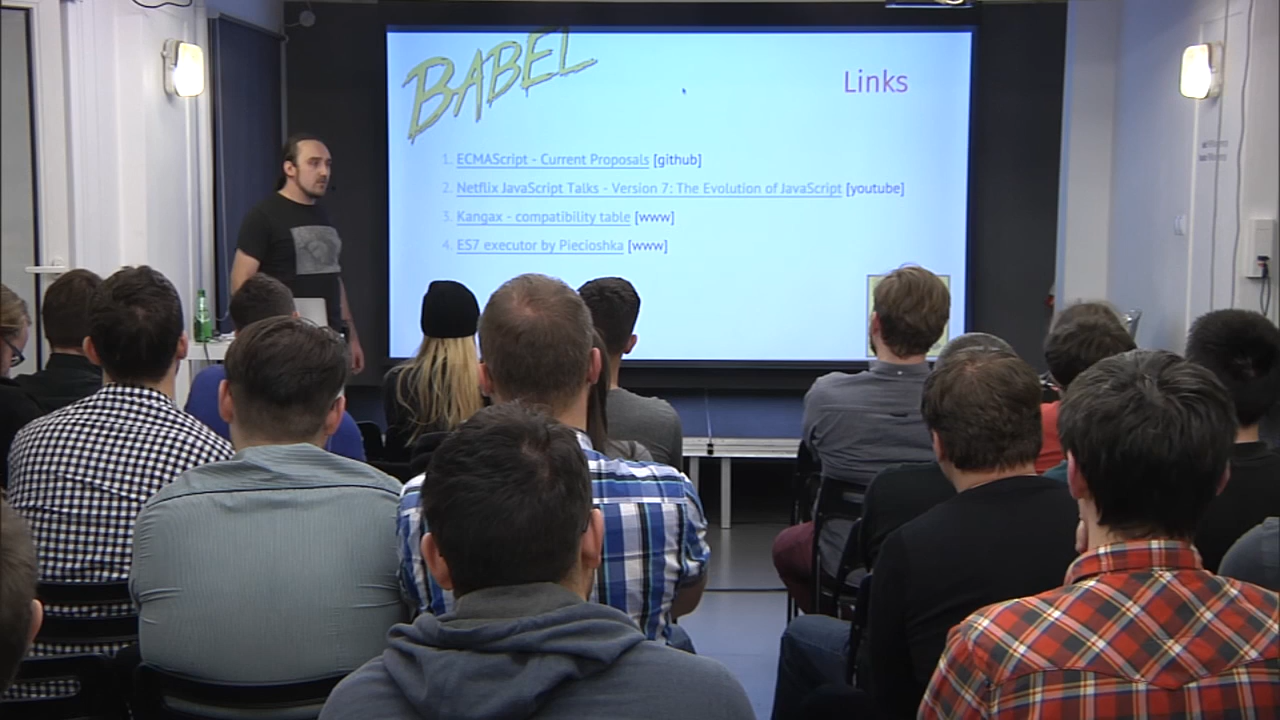 BABEL
Links
1. ECMAScript - Current Proposals [github]
2. Netflix JavaScript Talks - Version 7: The Evolution of JavaScript [youtube]
3. Kangax - compatibility table [www]
4. ES7 executor by Piecioshka [www]